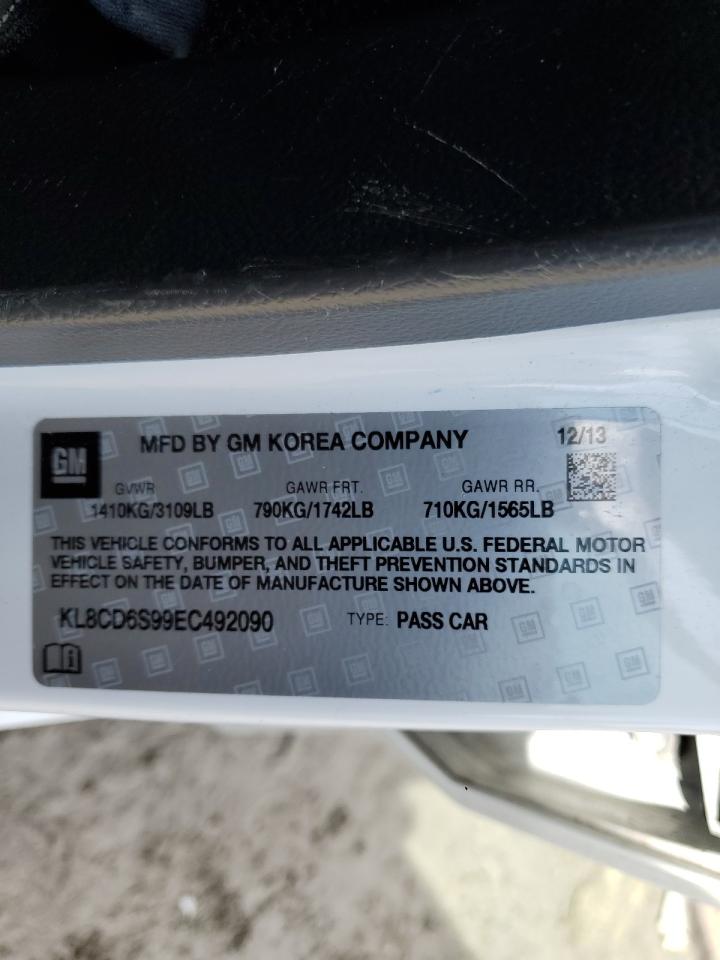 GM MFD BY GM KOREA COMPANY 12/13
GVWR GAWR FRT. GAWR RR.
1410KG/3109LB 790KG/1742LB 710KG/1565LB
THIS VEHICLE CONFORMS TO ALL APPLICABLE U.S. FEDERAL MOTOR
VEHICLE SAFETY, BUMPER, AND THEFT PREVENTION STANDARDS IN
EFFECT ON THE DATE OF MANUFACTURE SHOWN ABOVE.
KL8CD6S99EC492090 TYPE: PASS CAR